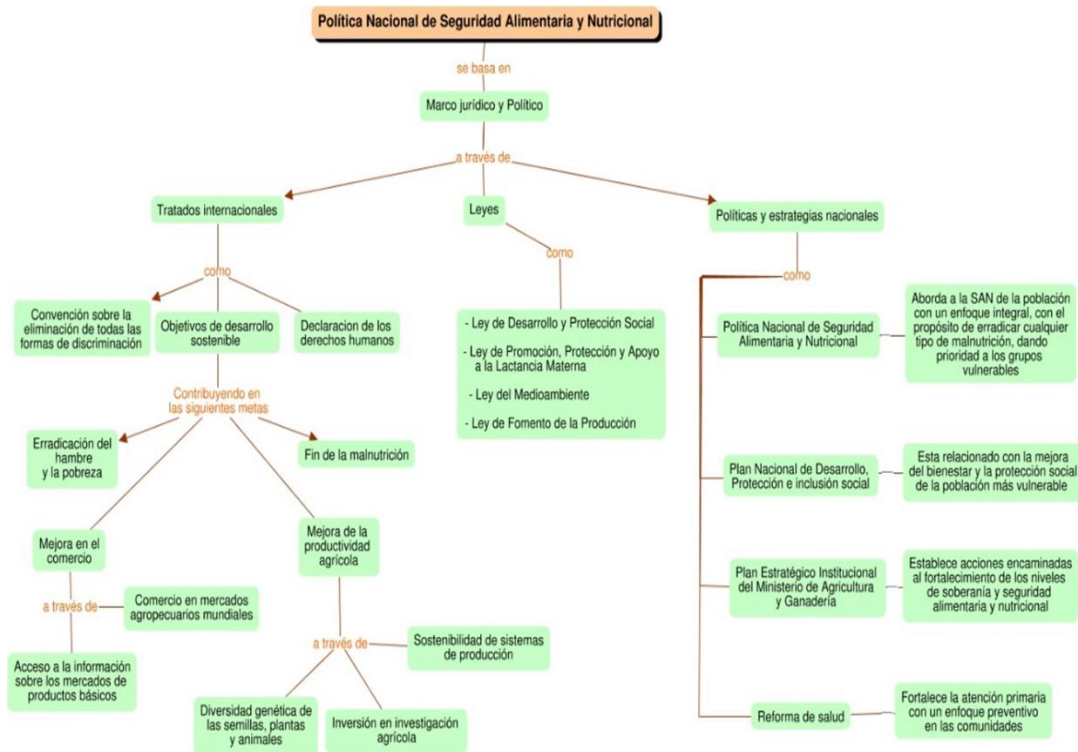 Política Nacional de Seguridad Alimentaria y Nutricional
se basa en
Marco jurídico y Político
a través de
Tratados internacionales
Leyes
Políticas y estrategias nacionales
como
Convención sobre la
eliminación de todas las
formas de discriminación
Objetivos de desarrollo
sostenible
Declaracion de los
derechos humanos
Contribuyendo en
las siguientes metas
Erradicación del
hambre
y la pobreza
Fin de la malnutrición
Mejora en el
comercio
a través de
Comercio en mercados
agropecuarios mundiales
Acceso a la información
sobre los mercados de
productos básicos
Mejora de la
productividad
agrícola
a través de
Sostenibilidad de sistemas
de producción
Diversidad genética de
las semillas, plantas
y animales
Inversión en investigación
agrícola
como
- Ley de Desarrollo y Protección Social
- Ley de Promoción, Protección y Apoyo
a la Lactancia Materna
- Ley del Medioambiente
- Ley de Fomento de la Producción
como
Política Nacional de Seguridad
Alimentaria y Nutricional
Aborda a la SAN de la población
con un enfoque integral, con el
propósito de erradicar cualquier
tipo de malnutrición, dando
prioridad a los grupos
vulnerables
Plan Nacional de Desarrollo,
Protección e inclusión social
Esta relacionado con la mejora
del bienestar y la protección social
de la población más vulnerable
Plan Estratégico Institucional
del Ministerio de Agricultura
y Ganadería
Establece acciones encaminadas
al fortalecimiento de los niveles
de soberanía y seguridad
alimentaria y nutricional
Reforma de salud
Fortalece la atención primaria
con un enfoque preventivo
en las comunidades